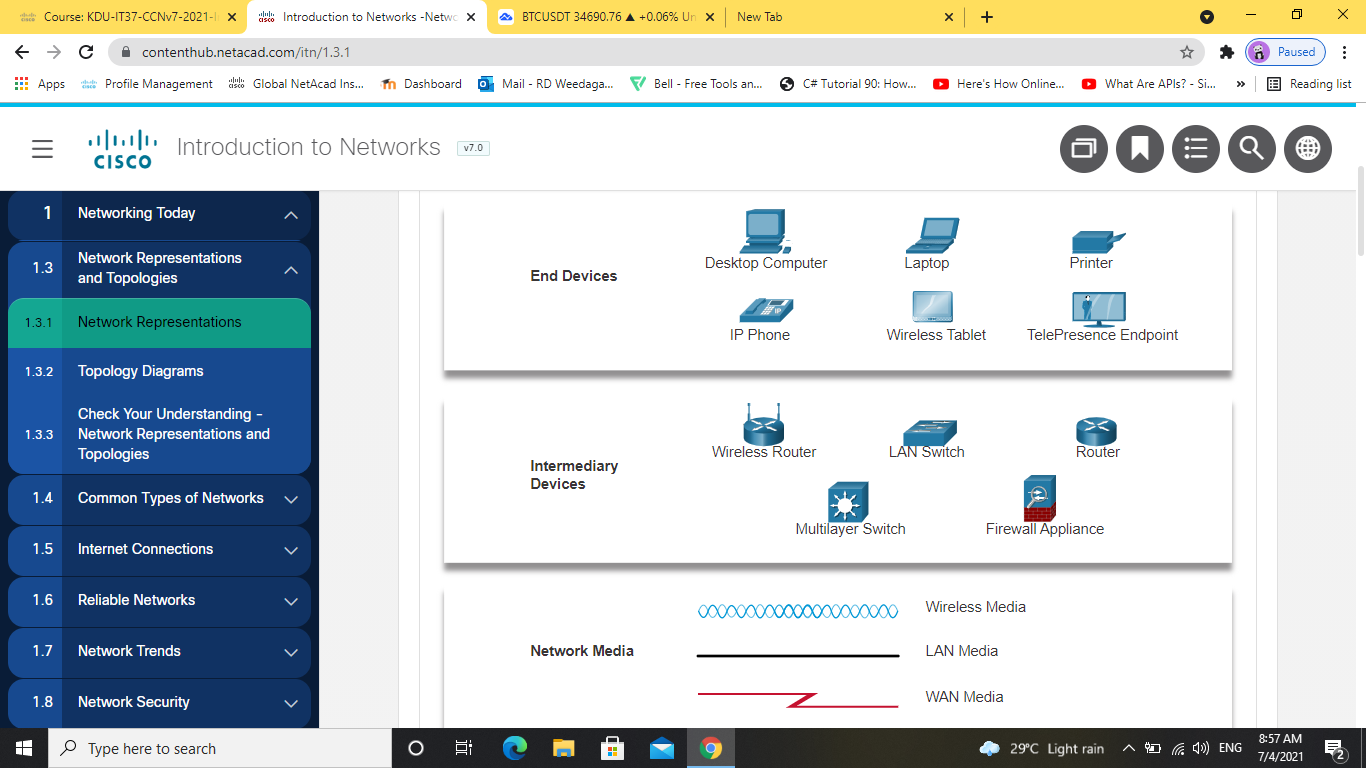 Course: KDU-IT37-CCNv7-2021-I
Introduction to Networks -Netwo
BTCUSDT 34690.76 ▲ +0.06% Un
New Tab
contenthub.netacad.com/itn/1.3.1
Paused
Apps
Profile Management
Global NetAcad Ins...
Dashboard
Mail - RD Weedaga...
Bell - Free Tools an...
C# Tutorial 90: How...
Here's How Online...
What Are APIs? - Si...
»
Reading list
CISCO
Introduction to Networks
v7.0
1 Networking Today
1.3 Network Representations
and Topologies
1.3.1 Network Representations
1.3.2 Topology Diagrams
Check Your Understanding –
1.3.3 Network Representations and
Topologies
1.4 Common Types of Networks
1.5 Internet Connections
1.6 Reliable Networks
1.7 Network Trends
1.8 Network Security
End Devices
Desktop Computer
Laptop
Printer
IP Phone
Wireless Tablet
TelePresence Endpoint
Intermediary
Devices
Wireless Router
LAN Switch
Router
Multilayer Switch
Firewall Appliance
Network Media
Wireless Media
LAN Media
WAN Media
Type here to search
29°C Light rain
ENG
8:57 AM
7/4/2021
2